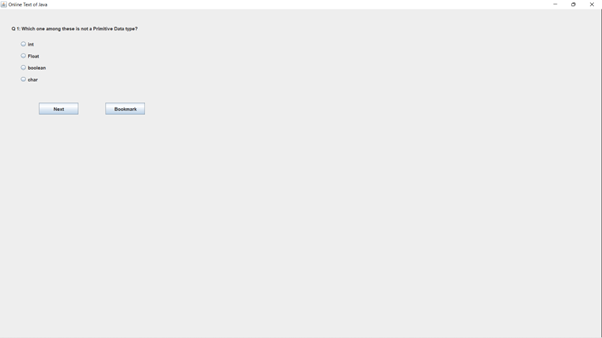 Online Test of Java
Q 1: Which one among these is not a Primitive Data type?
int
Float
boolean
char
Next
Bookmark